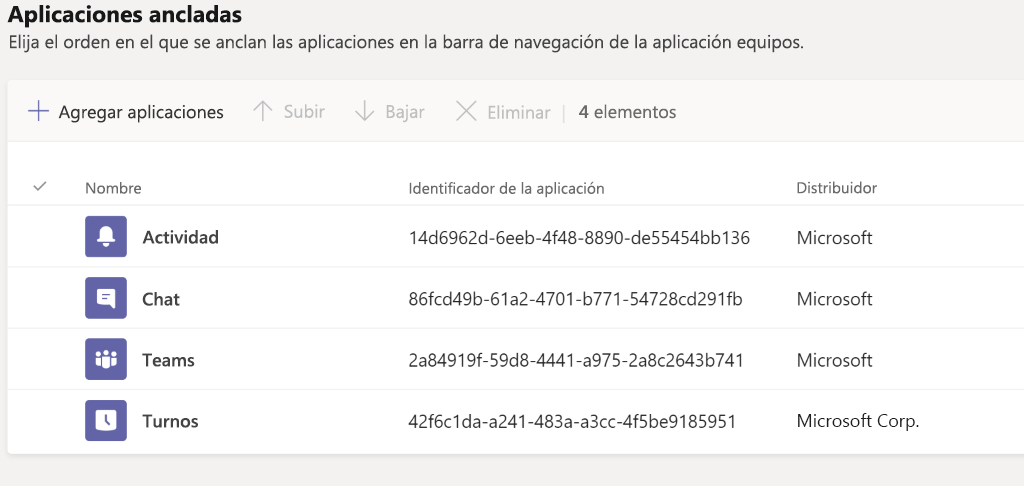 Aplicaciones ancladas
Elija el orden en el que se anclan las aplicaciones en la barra de navegación de la aplicación equipos.
Agregar aplicaciones Subir Bajar Eliminar | 4 elementos
Nombre Identificador de la aplicación Distribuidor
Actividad 14d6962d-6eeb-4f48-8890-de55454bb136 Microsoft
Chat 86fcd49b-61a2-4701-b771-54728cd291fb Microsoft
Teams 2a84919f-59d8-4441-a975-2a8c2643b741 Microsoft
Turnos 42f6c1da-a241-483a-a3cc-4f5be9185951 Microsoft Corp.